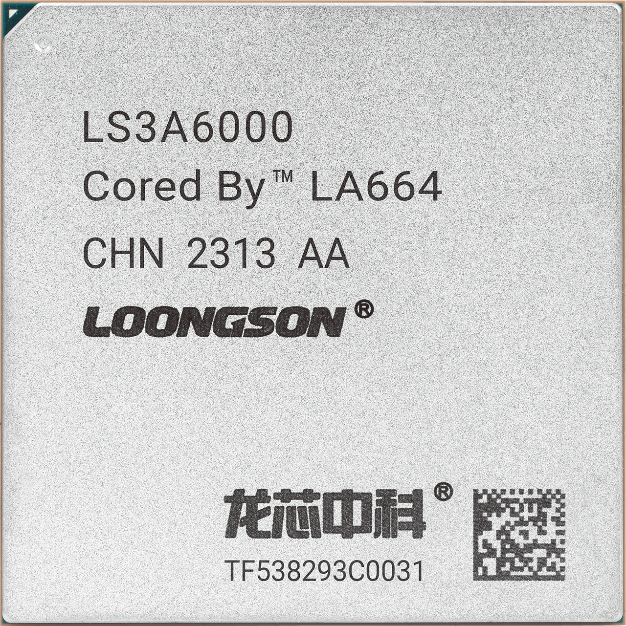 LS3A6000
Cored By™ LA664
CHN 2313 AA
LOONGSON®
龙芯中科®
TF538293C0031